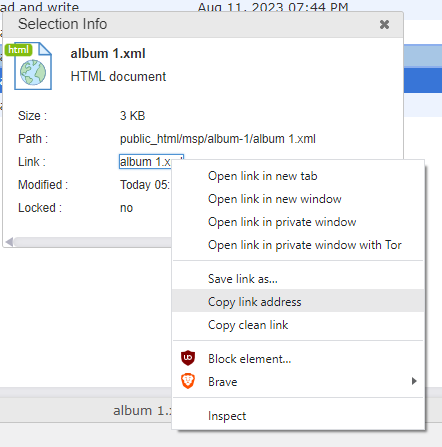 ad and write Aug 11, 2023 07:44 PM
Selection Info
html
album 1.xml
HTML document
Size : 3 KB
Path : public_html/msp/album-1/album 1.xml
Link : album 1.xml
Modified : Today 05:
Locked : no
Open link in new tab
Open link in new window
Open link in private window
Open link in private window with Tor
Save link as...
Copy link address
Copy clean link
Block element...
Brave
Inspect
album 1.x